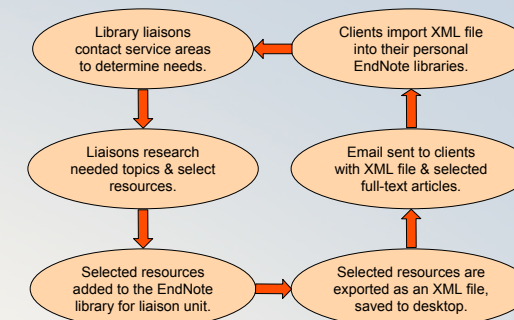 Library liaisons
contact service areas
to determine needs.
Clients import XML file
into their personal
EndNote libraries.
Liaisons research
needed topics & select
resources.
Email sent to clients
with XML file & selected
full-text articles.
Selected resources
added to the EndNote
library for liaison unit.
Selected resources are
exported as an XML file,
saved to desktop.